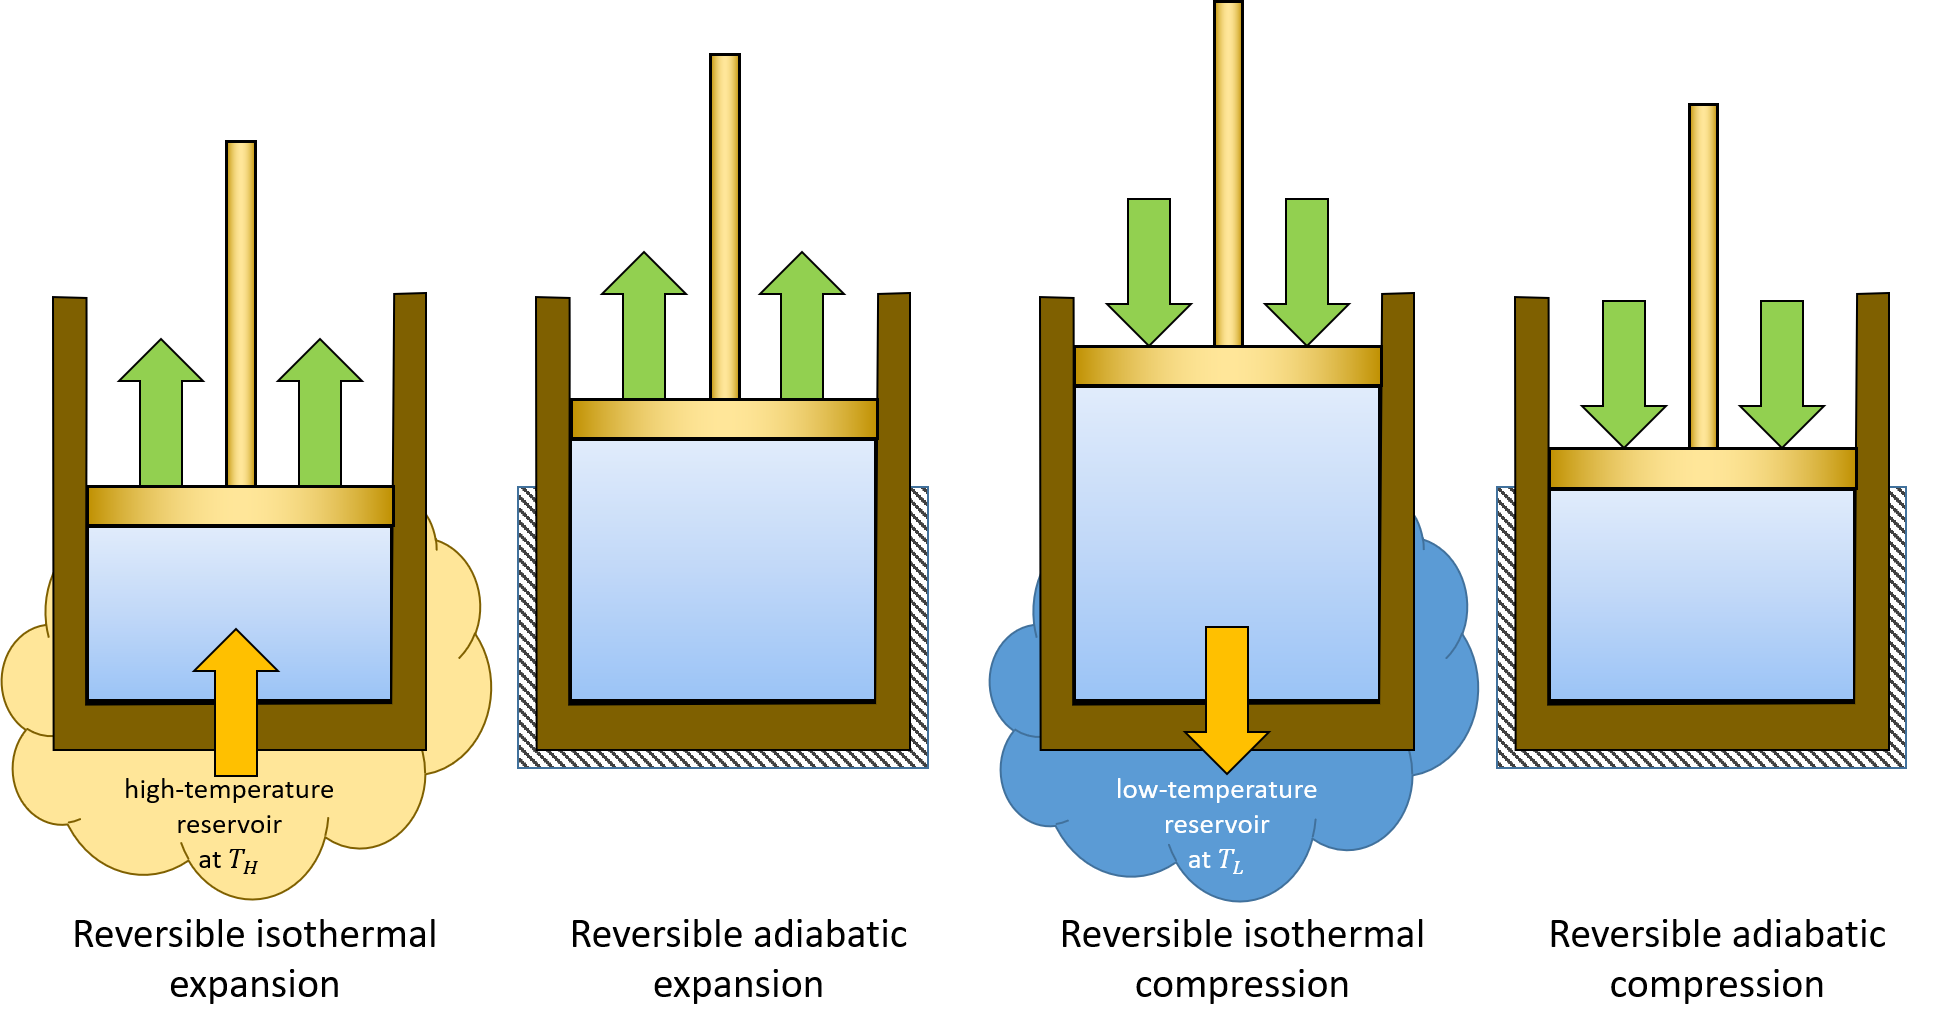 high-temperature
reservoir
at T_H
low-temperature
reservoir
at T_L
Reversible isothermal
expansion
Reversible adiabatic
expansion
Reversible isothermal
compression
Reversible adiabatic
compression